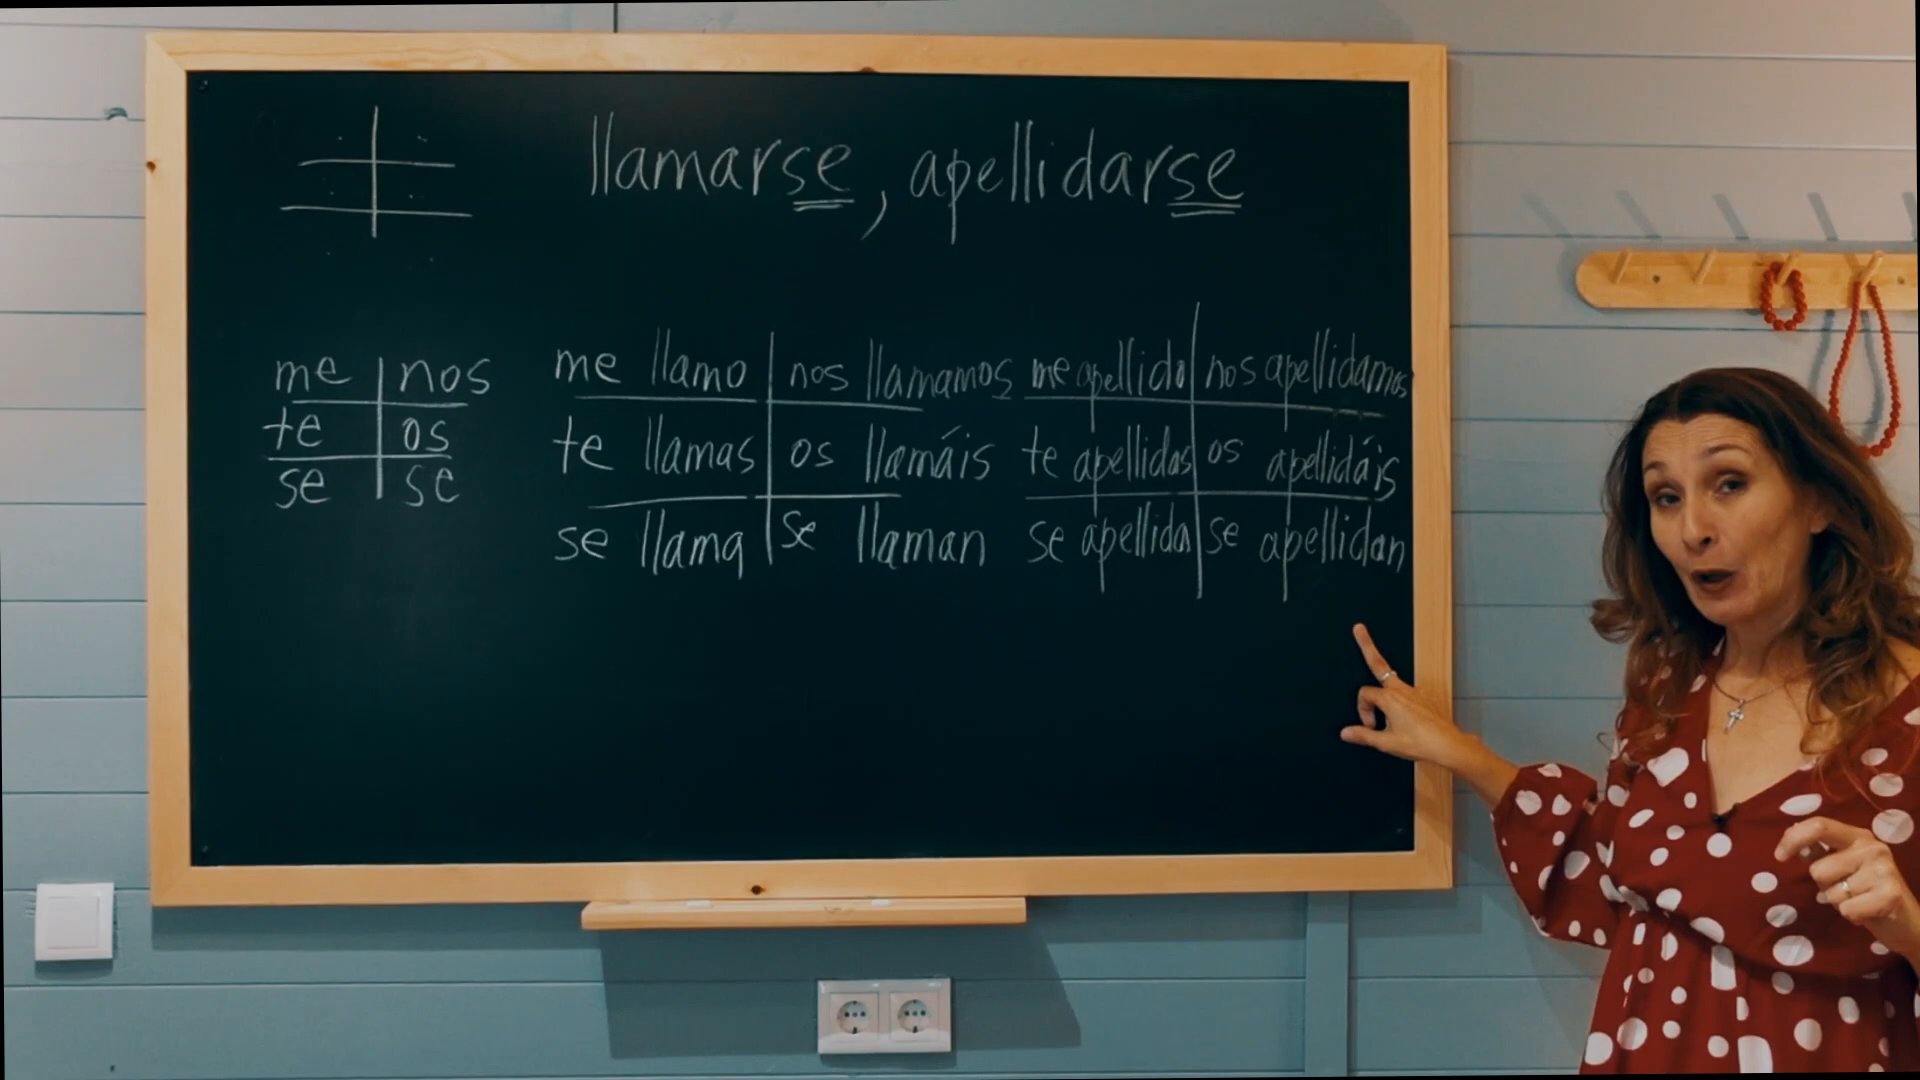 llamarse, apellidarse
me nos me llamo nos llamamos me apellido nos apellidamos
te os te llamas os llamáis te apellidas os apellidáis
se se se llama se llaman se apellida se apellidan